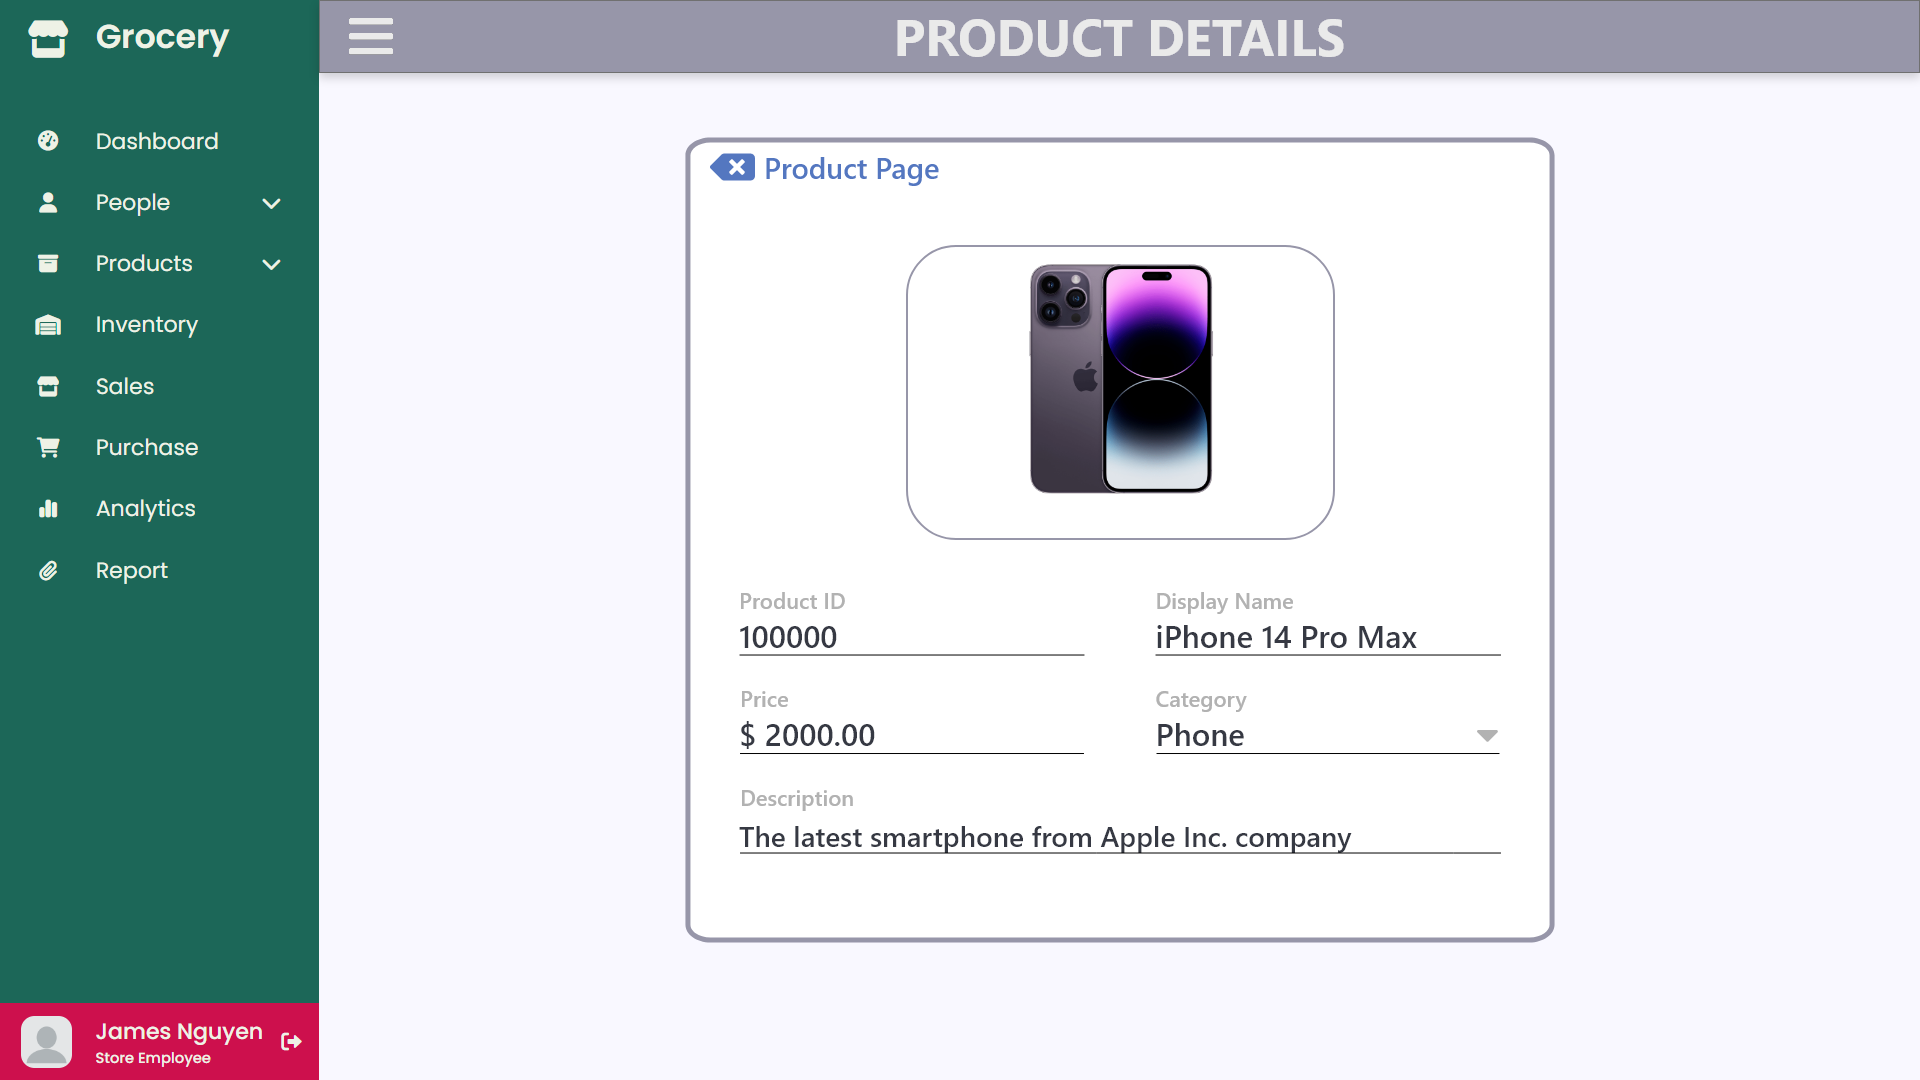 Grocery
PRODUCT DETAILS
Dashboard
People
Products
Inventory
Sales
Purchase
Analytics
Report
James Nguyen
Store Employee
Product Page
Product ID
100000
Display Name
iPhone 14 Pro Max
Price
$ 2000.00
Category
Phone
Description
The latest smartphone from Apple Inc. company